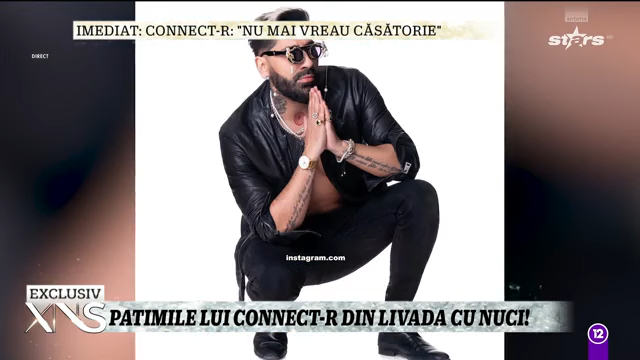 IMEDIAT: CONNECT-R: "NU MAI VREAU CĂSĂTORIE"
DIRECT
stars
instagram.com
EXCLUSIV
XNS
PATIMILE LUI CONNECT-R DIN LIVADA CU NUCI!
12